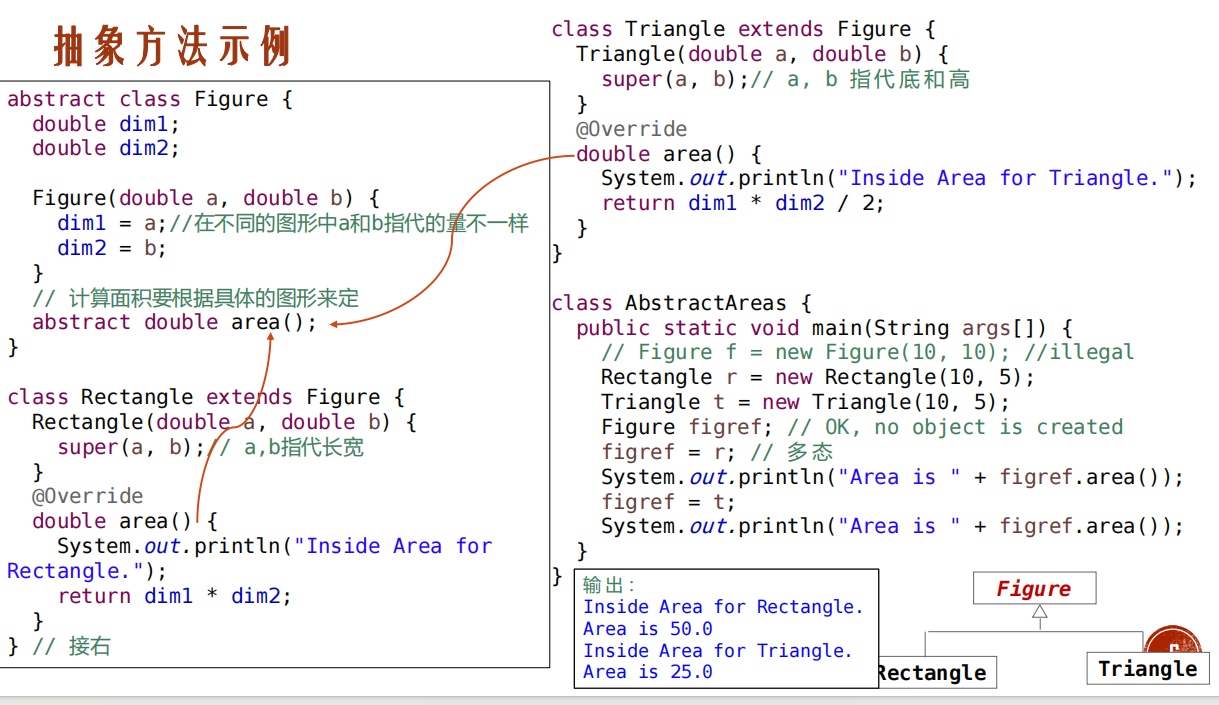 抽象方法示例
abstract class Figure {
  double dim1;
  double dim2;

  Figure(double a, double b) {
    dim1 = a;//在不同的图形中a和b指代的量不一样
    dim2 = b;
  }
  // 计算面积要根据具体的图形来定
  abstract double area();
}

class Rectangle extends Figure {
  Rectangle(double a, double b) {
    super(a, b);// a,b指代长宽
  }
  @Override
  double area() {
    System.out.println("Inside Area for
Rectangle.");
    return dim1 * dim2;
  }
} // 接右
class Triangle extends Figure {
  Triangle(double a, double b) {
    super(a, b);// a, b 指代底和高
  }
  @Override
  double area() {
    System.out.println("Inside Area for Triangle.");
    return dim1 * dim2 / 2;
  }
}

class AbstractAreas {
  public static void main(String args[]) {
    // Figure f = new Figure(10, 10); //illegal
    Rectangle r = new Rectangle(10, 5);
    Triangle t = new Triangle(10, 5);
    Figure figref; // OK, no object is created
    figref = r; // 多态
    System.out.println("Area is " + figref.area());
    figref = t;
    System.out.println("Area is " + figref.area());
  }
}
输出：
Inside Area for Rectangle.
Area is 50.0
Inside Area for Triangle.
Area is 25.0
Figure
Rectangle
Triangle